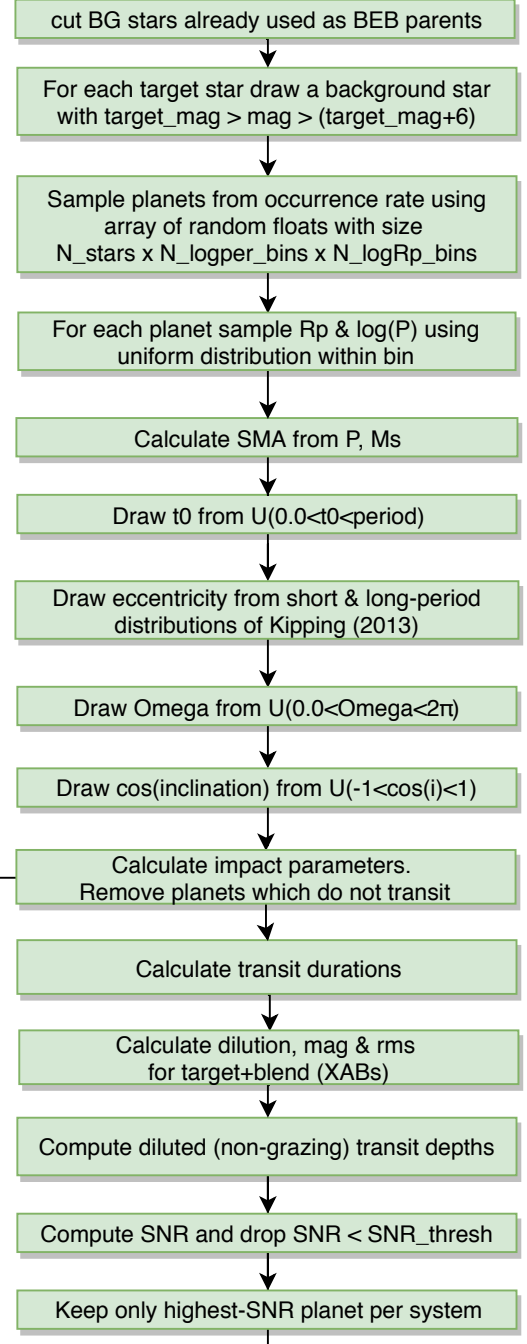 cut BG stars already used as BEB parents
For each target star draw a background star
with target_mag > mag > (target_mag+6)
Sample planets from occurrence rate using
array of random floats with size
N_stars x N_logper_bins x N_logRp_bins
For each planet sample Rp & log(P) using
uniform distribution within bin
Calculate SMA from P, Ms
Draw t0 from U(0.0<t0<period)
Draw eccentricity from short & long-period
distributions of Kipping (2013)
Draw Omega from U(0.0<Omega<2π)
Draw cos(inclination) from U(-1<cos(i)<1)
Calculate impact parameters.
Remove planets which do not transit
Calculate transit durations
Calculate dilution, mag & rms
for target+blend (XABs)
Compute diluted (non-grazing) transit depths
Compute SNR and drop SNR < SNR_thresh
Keep only highest-SNR planet per system